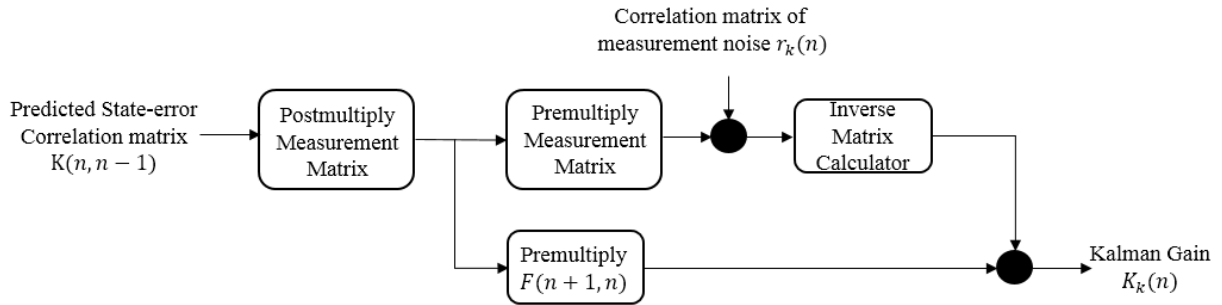 Correlation matrix of
measurement noise r_k(n)
Predicted State-error
Correlation matrix
K(n, n − 1)
Postmultiply
Measurement
Matrix
Premultiply
Measurement
Matrix
Inverse
Matrix
Calculator
Premultiply
F(n + 1, n)
Kalman Gain
K_k(n)